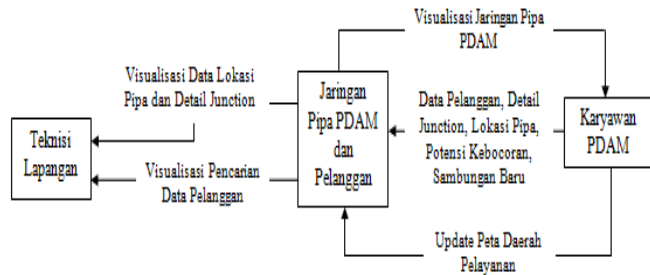 Visualisasi Jaringan Pipa
PDAM
Visualisasi Data Lokasi
Pipa dan Detail Junction
Jaringan
Pipa PDAM
dan
Pelanggan
Data Pelanggan, Detail
Junction, Lokasi Pipa,
Potensi Kebocoran,
Sambungan Baru
Karyawan
PDAM
Teknisi
Lapangan
Visualisasi Pencarian
Data Pelanggan
Update Peta Daerah
Pelayanan